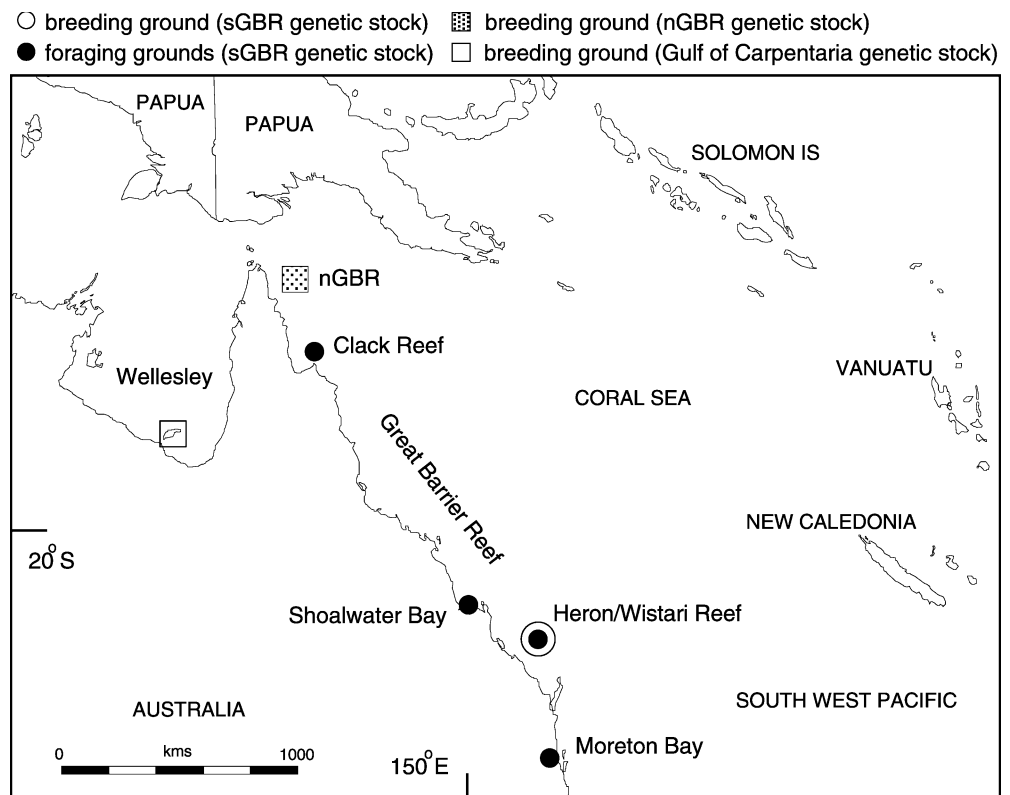 breeding ground (sGBR genetic stock)
breeding ground (nGBR genetic stock)
foraging grounds (sGBR genetic stock)
breeding ground (Gulf of Carpentaria genetic stock)
PAPUA
PAPUA
SOLOMON IS
nGBR
Clack Reef
Wellesley
VANUATU
CORAL SEA
Great Barrier Reef
NEW CALEDONIA
20°S
Shoalwater Bay
Heron/Wistari Reef
AUSTRALIA
SOUTH WEST PACIFIC
0 kms 1000
150°E
Moreton Bay